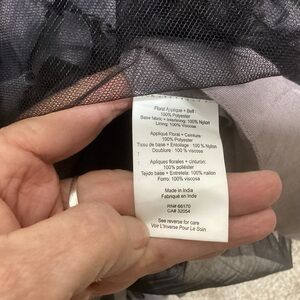 Floral Applique + Belt :
100% Polyester
Base fabric + Interlining: 100% Nylon
Lining: 100% Viscose
Appliqué Floral + Ceinture
100% Polyester
Tissu de base + Entoilage : 100% Nylon
Doublure : 100% viscose
Apliques florales + cinturón:
100% poliéster
Tejido base + Entretela: 100% nailon
Forro: 100% viscosa
Made in India
Fabriqué en Inde
RN# 66170
CA# 32054
See reverse for care
Voir L'inverse Pour Le Soin